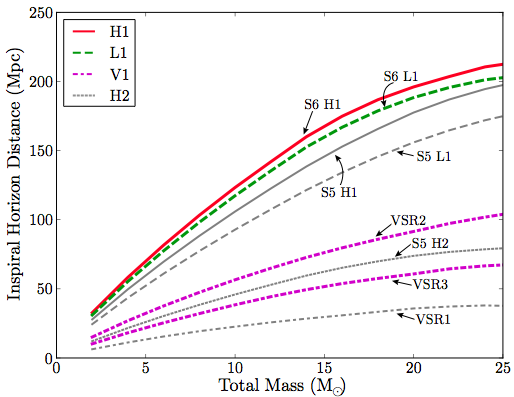 250
200
150
100
50
0
0 5 10 15 20 25
Inspiral Horizon Distance (Mpc)
Total Mass (M☉)
H1
L1
V1
H2
S6 L1
S6 H1
S5 L1
S5 H1
VSR2
S5 H2
VSR3
VSR1